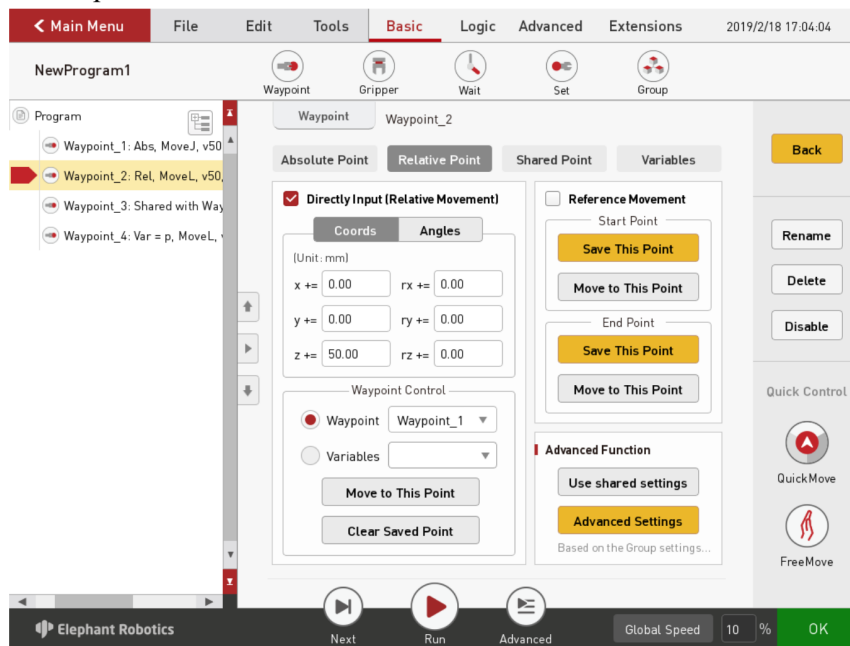 Main Menu File Edit Tools Basic Logic Advanced Extensions 2019/2/18 17:04:04
NewProgram1
Waypoint Gripper Wait Set Group
Program
Waypoint_1: Abs, MoveJ, v50
Waypoint_2: Rel, MoveL, v50,
Waypoint_3: Shared with Way
Waypoint_4: Var = p, MoveL,
Waypoint Waypoint_2
Absolute Point Relative Point Shared Point Variables
Directly Input (Relative Movement)
Coords Angles
(Unit: mm)
x += 0.00 rx += 0.00
y += 0.00 ry += 0.00
z += 50.00 rz += 0.00
Waypoint Control
Waypoint Waypoint_1
Variables
Move to This Point
Clear Saved Point
Reference Movement
Start Point
Save This Point
Move to This Point
End Point
Save This Point
Move to This Point
Advanced Function
Use shared settings
Advanced Settings
Based on the Group settings...
Back
Rename
Delete
Disable
Quick Control
QuickMove
FreeMove
Elephant Robotics
Next Run Advanced
Global Speed 10 % OK